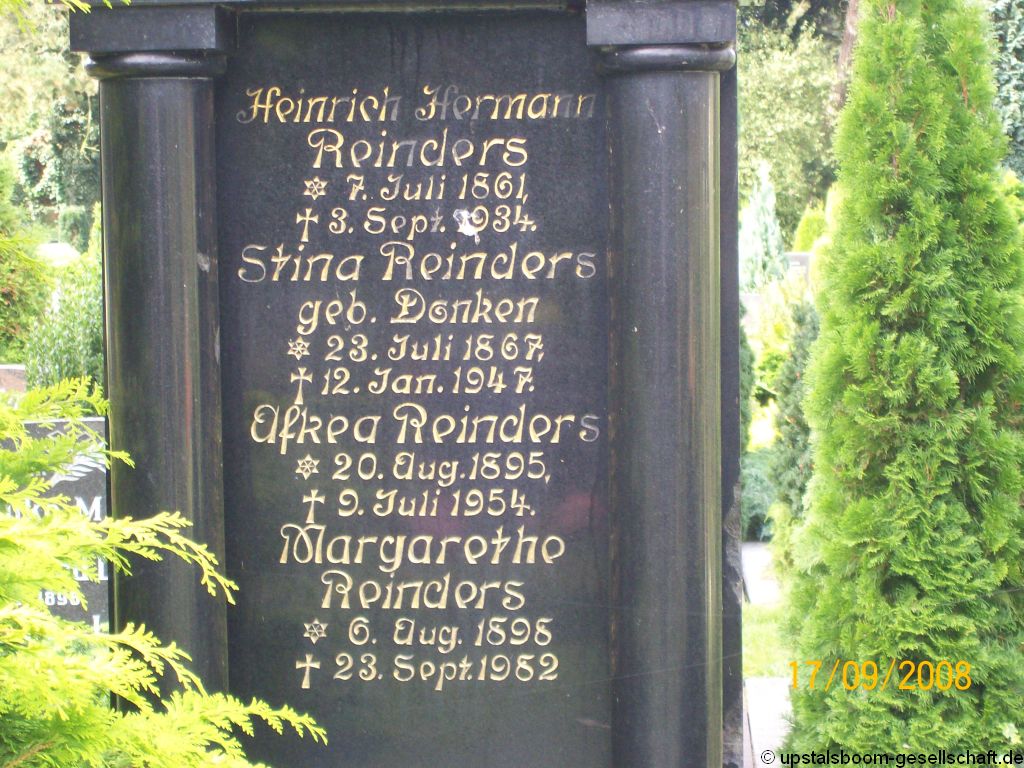 Heinrich Hermann
Reinders
7. Juli 1861,
† 3. Sept. 1934.
Stina Reinders
geb. Donken
23. Juli 1867,
† 12. Jan. 1947.
Afkea Reinders
20. Aug. 1895,
† 9. Juli 1954.
Margarethe
Reinders
6. Aug. 1898
† 23. Sept. 1982
1896
17/09/2008
© upstalsboom-gesellschaft.de